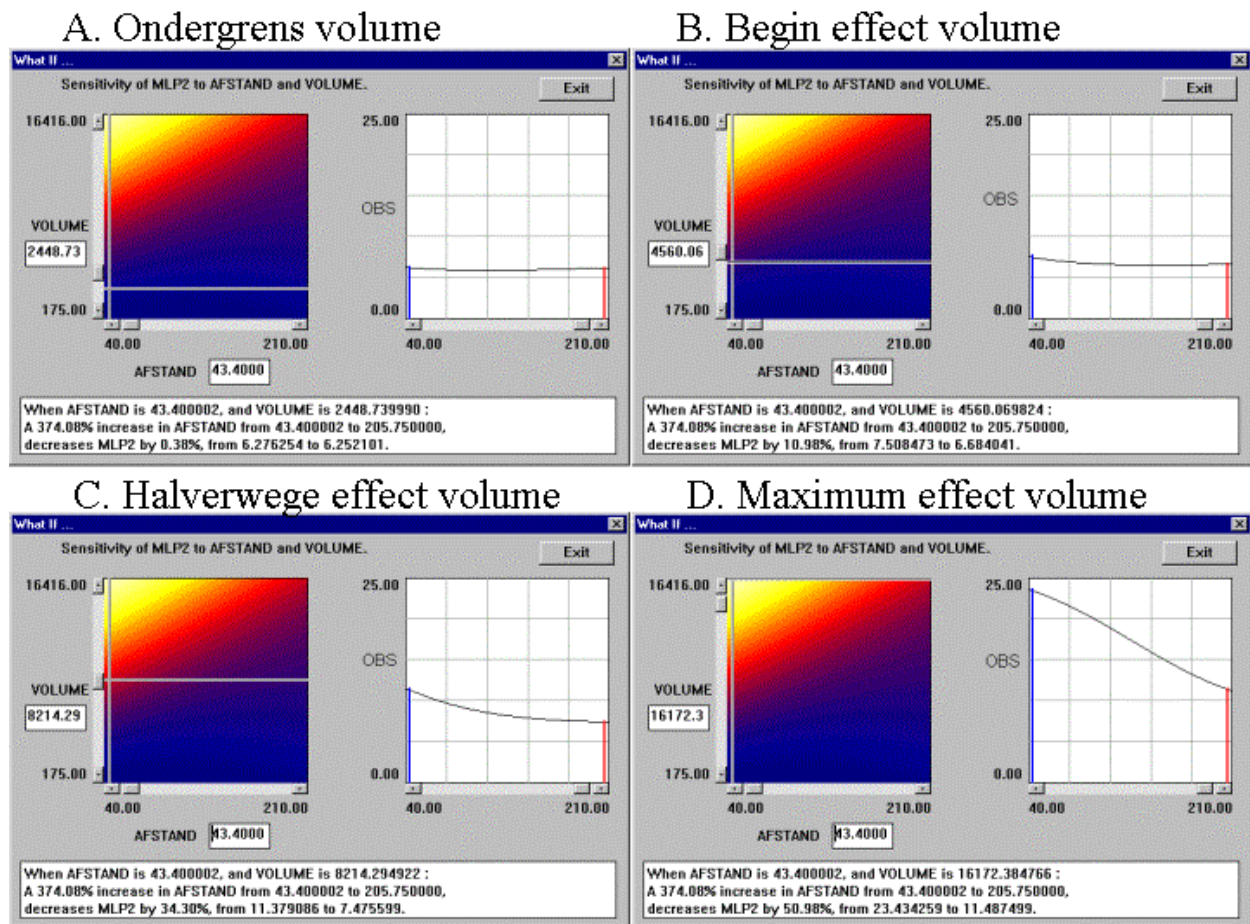 A. Ondergrens volume
What If ...
Sensitivity of MLP2 to AFSTAND and VOLUME.
Exit
16416.00
VOLUME
2448.73
175.00
40.00
210.00
AFSTAND
43.4000
25.00
OBS
0.00
40.00
210.00
When AFSTAND is 43.400002, and VOLUME is 2448.739990 :
A 374.08% increase in AFSTAND from 43.400002 to 205.750000,
decreases MLP2 by 0.38%, from 6.276254 to 6.252101.
B. Begin effect volume
What If ...
Sensitivity of MLP2 to AFSTAND and VOLUME.
Exit
16416.00
VOLUME
4560.06
175.00
40.00
210.00
AFSTAND
43.4000
25.00
OBS
0.00
40.00
210.00
When AFSTAND is 43.400002, and VOLUME is 4560.069824 :
A 374.08% increase in AFSTAND from 43.400002 to 205.750000,
decreases MLP2 by 10.98%, from 7.508473 to 6.684041.
C. Halverwege effect volume
What If ...
Sensitivity of MLP2 to AFSTAND and VOLUME.
Exit
16416.00
VOLUME
8214.29
175.00
40.00
210.00
AFSTAND
43.4000
25.00
OBS
0.00
40.00
210.00
When AFSTAND is 43.400002, and VOLUME is 8214.294922 :
A 374.08% increase in AFSTAND from 43.400002 to 205.750000,
decreases MLP2 by 34.30%, from 11.379086 to 7.475599.
D. Maximum effect volume
What If ...
Sensitivity of MLP2 to AFSTAND and VOLUME.
Exit
16416.00
VOLUME
16172.3
175.00
40.00
210.00
AFSTAND
43.4000
25.00
OBS
0.00
40.00
210.00
When AFSTAND is 43.400002, and VOLUME is 16172.384766 :
A 374.08% increase in AFSTAND from 43.400002 to 205.750000,
decreases MLP2 by 50.98%, from 23.434259 to 11.487499.